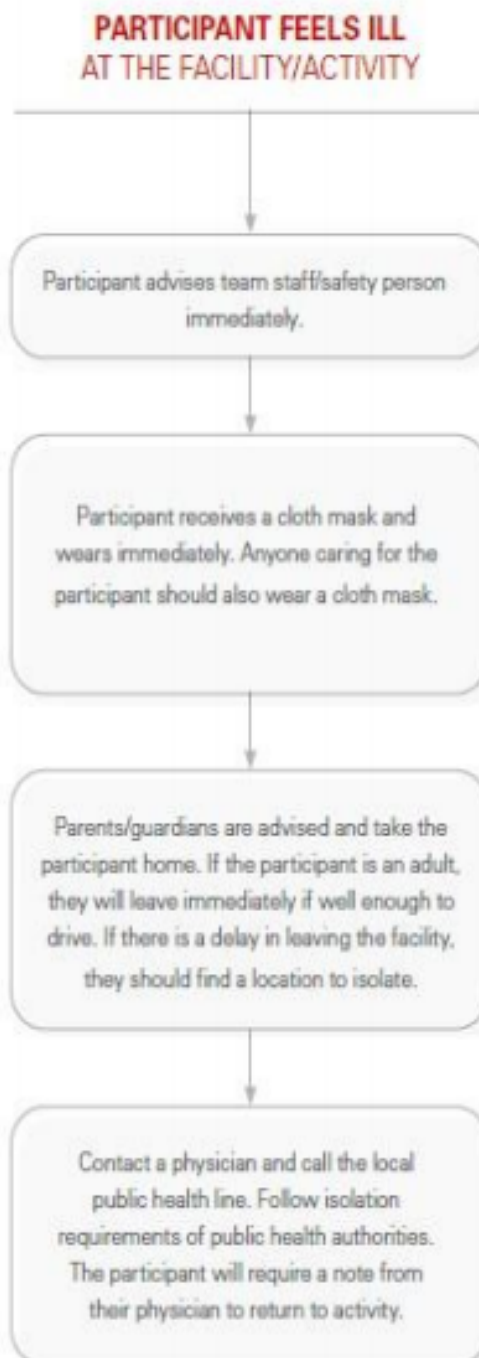 PARTICIPANT FEELS ILL
AT THE FACILITY/ACTIVITY
Participant advises team staff/safety person
immediately.
Participant receives a cloth mask and
wears immediately. Anyone caring for the
participant should also wear a cloth mask.
Parents/guardians are advised and take the
participant home. If the participant is an adult,
they will leave immediately if well enough to
drive. If there is a delay in leaving the facility,
they should find a location to isolate.
Contact a physician and call the local
public health line. Follow isolation
requirements of public health authorities.
The participant will require a note from
their physician to return to activity.